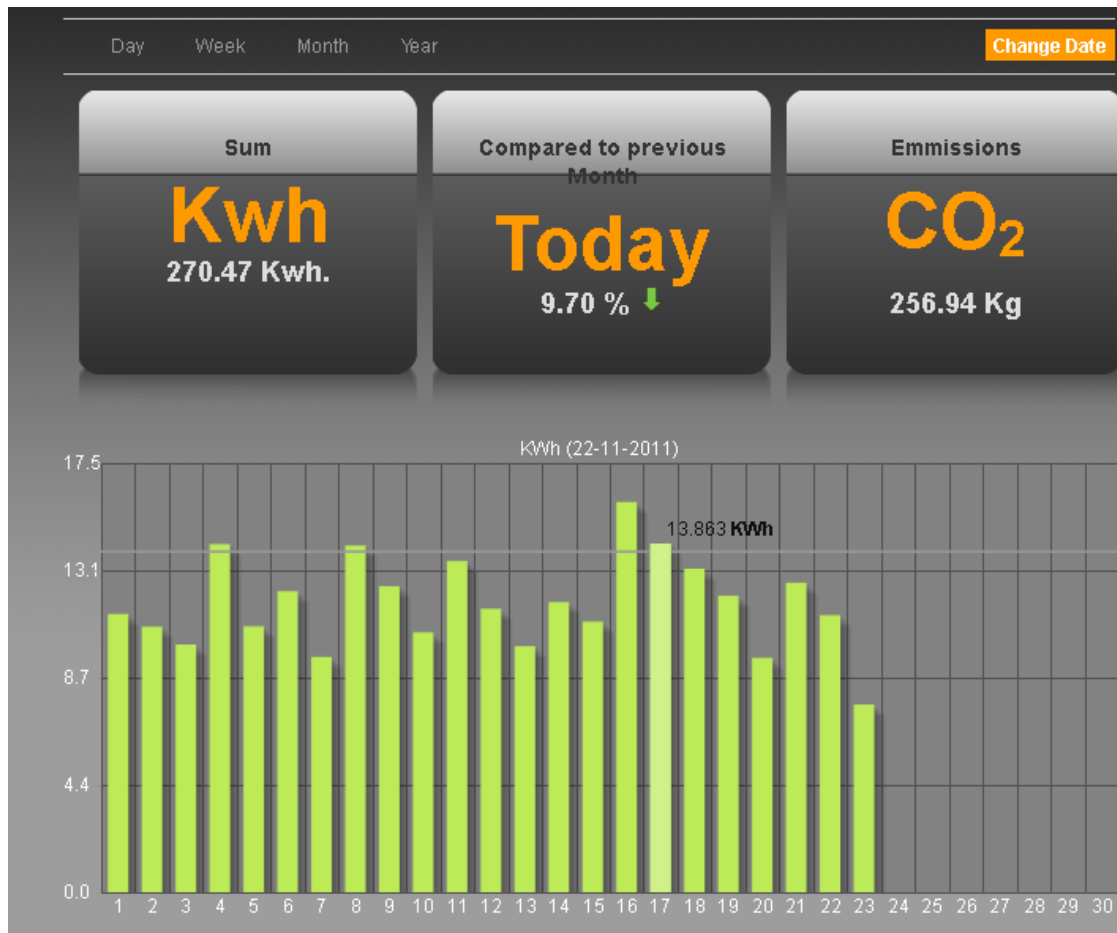 Day Week Month Year Change Date
Sum
Kwh
270.47 Kwh.
Compared to previous
Month
Today
9.70 %
Emmissions
CO₂
256.94 Kg
KWh (22-11-2011)
17.5
13.863 KWh
13.1
8.7
4.4
0.0
1 2 3 4 5 6 7 8 9 10 11 12 13 14 15 16 17 18 19 20 21 22 23 24 25 26 27 28 29 30